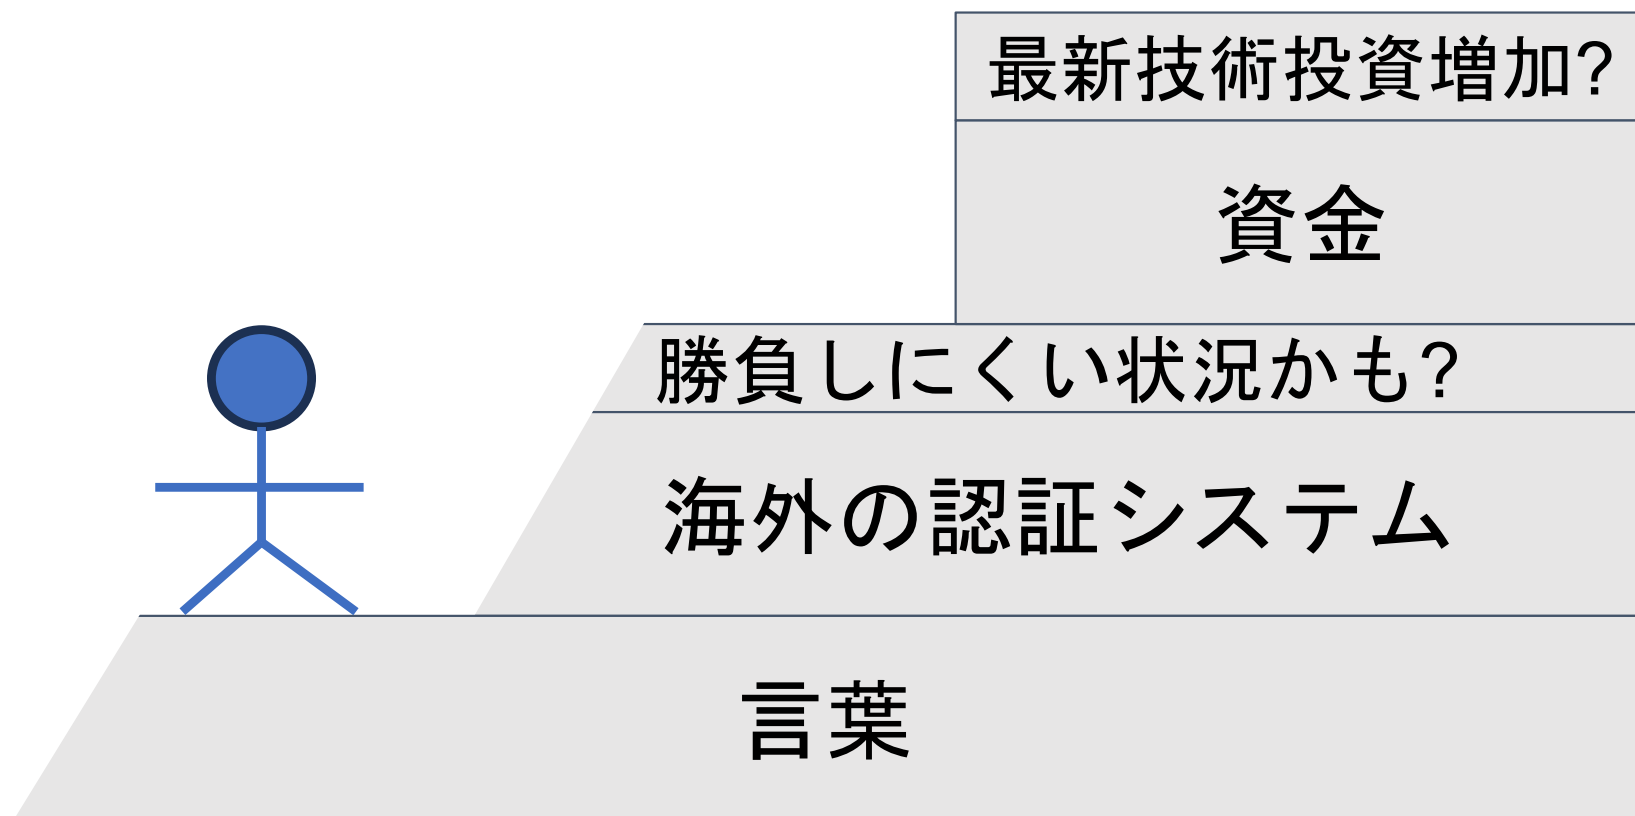 最新技術投資増加?
資金
勝負しにくい状況かも?
海外の認証システム
言葉